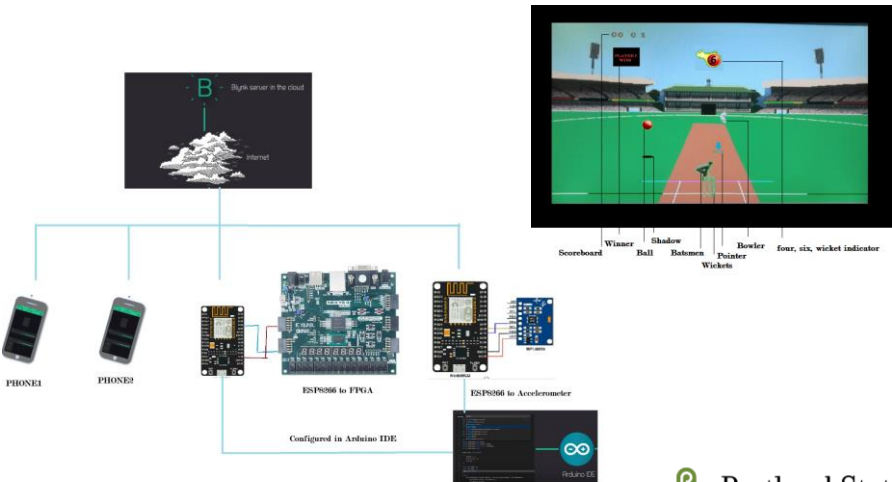 B
Blynk server in the cloud
Internet
PHONE1
PHONE2
ESP8266 to FPGA
ESP8266 to Accelerometer
Configured in Arduino IDE
Arduino IDE
6
Scoreboard
Winner
Ball
Shadow
Batsmen
Wickets
Pointer
Bowler
four, six, wicket indicator